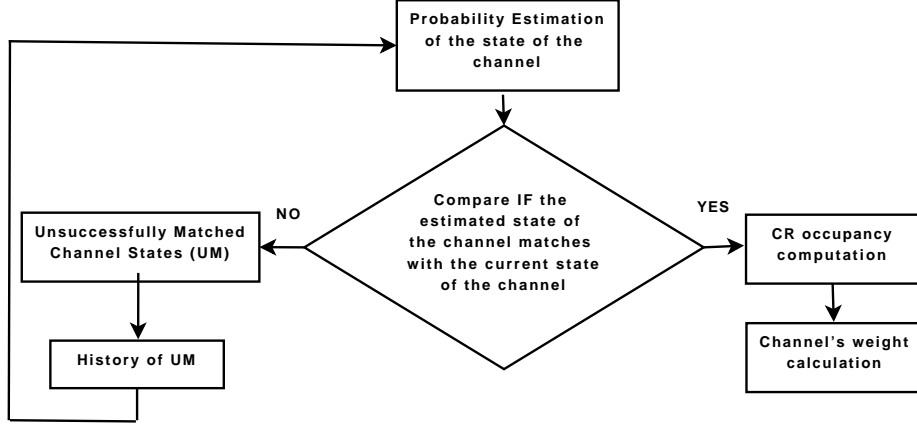 Probability Estimation
of the state of the
channel
Compare IF the
estimated state of
the channel matches
with the current state
of the channel
NO
YES
Unsuccessfully Matched
Channel States (UM)
History of UM
CR occupancy
computation
Channel's weight
calculation